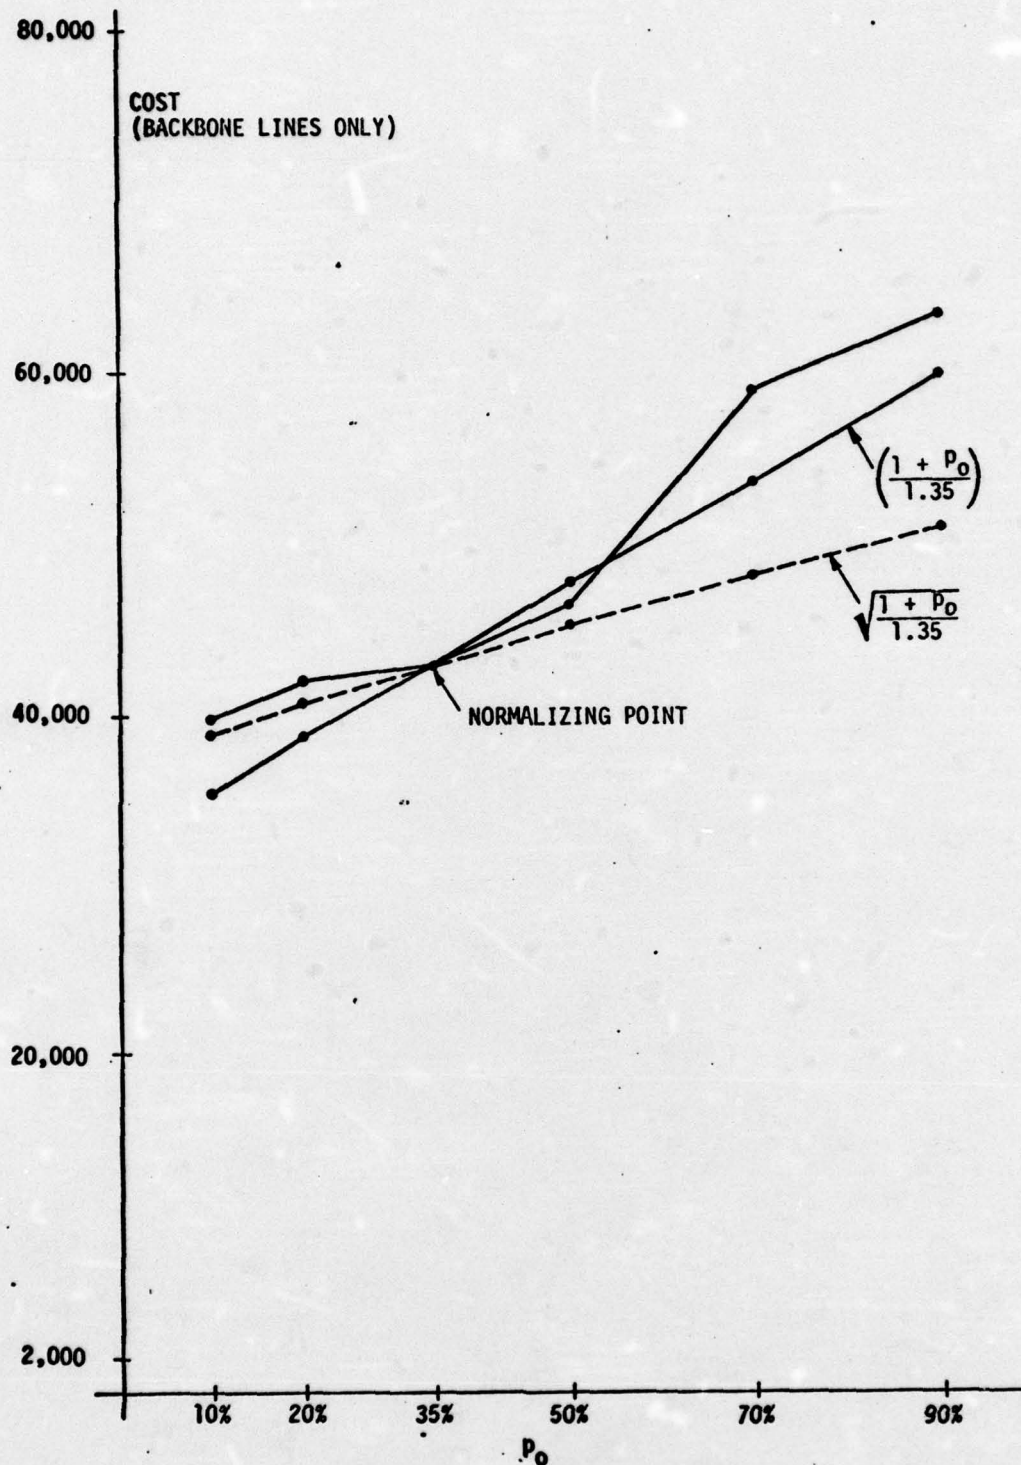 80,000
COST
(BACKBONE LINES ONLY)
60,000
(1 + P₀ / 1.35)
√(1 + P₀ / 1.35)
40,000
NORMALIZING POINT
20,000
2,000
10% 20% 35% 50% 70% 90%
P₀